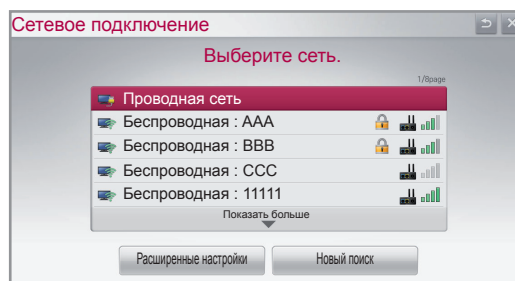 Сетевое подключение
Выберите сеть.
1/8page
Проводная сеть
Беспроводная : AAA
Беспроводная : BBB
Беспроводная : CCC
Беспроводная : 11111
Показать больше
Расширенные настройки
Новый поиск